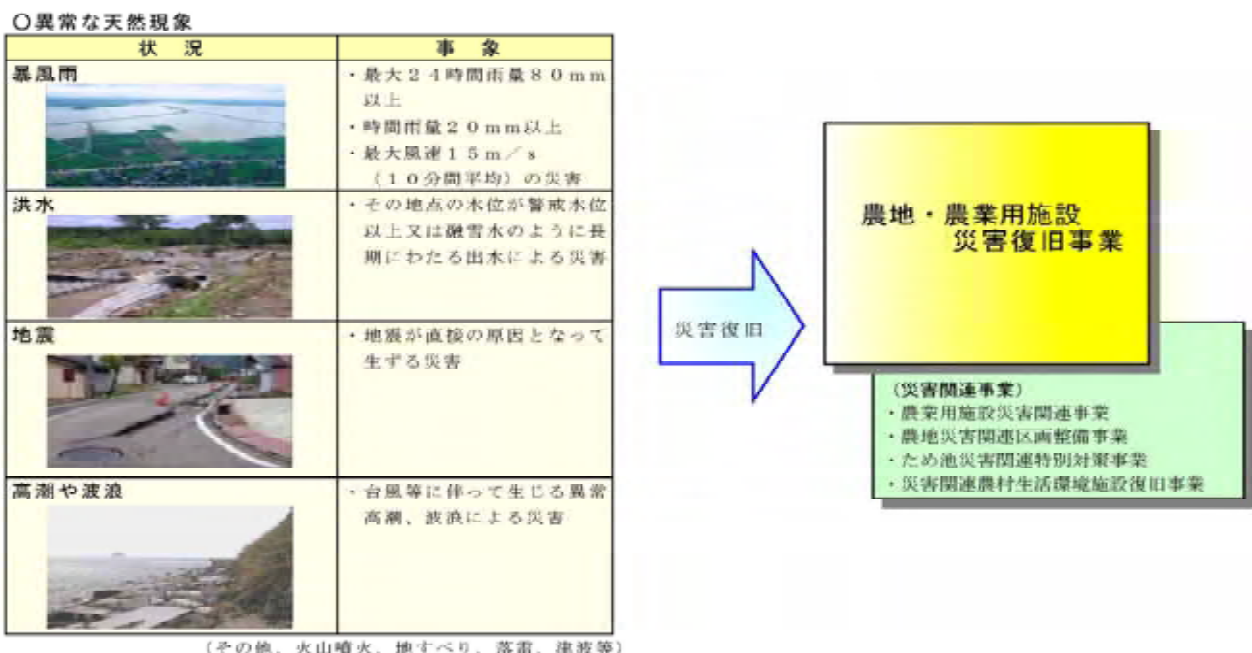 〇異常な天然現象
状　況
事　象
暴風雨
・最大２４時間雨量８０ｍｍ
以上
・時間雨量２０ｍｍ以上
・最大風速１５ｍ／ｓ
（１０分間平均）の災害
洪水
・その地点の水位が警戒水位
以上又は融雪水のように長
期にわたる出水による災害
地震
・地震が直接の原因となって
生ずる災害
高潮や波浪
・台風等に伴って生じる異常
高潮、波浪による災害
（その他、火山噴火、地すべり、落雷、津波等）
災害復旧
農地・農業用施設
災害復旧事業
（災害関連事業）
・農業用施設災害関連事業
・農地災害関連区画整備事業
・ため池災害関連特別対策事業
・災害関連農村生活環境施設復旧事業